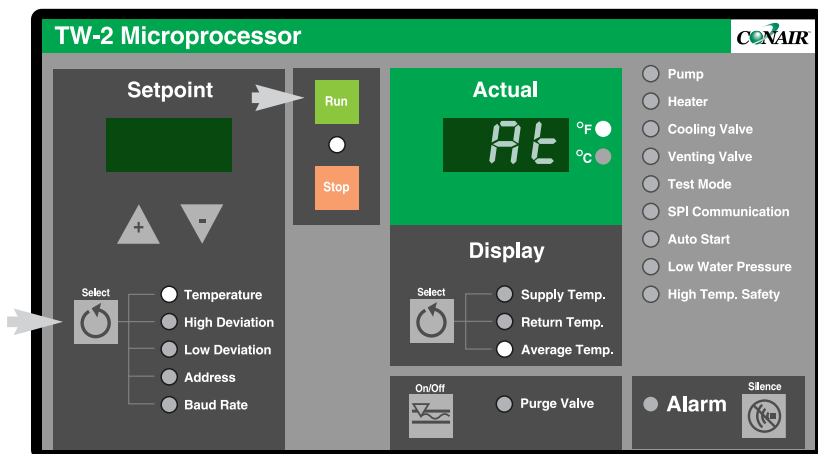 TW-2 Microprocessor
CONAIR
Setpoint
Select
Temperature
High Deviation
Low Deviation
Address
Baud Rate
Run
Stop
Actual
At
°F
°C
Display
Select
Supply Temp.
Return Temp.
Average Temp.
On/Off
Purge Valve
Pump
Heater
Cooling Valve
Venting Valve
Test Mode
SPI Communication
Auto Start
Low Water Pressure
High Temp. Safety
Alarm
Silence